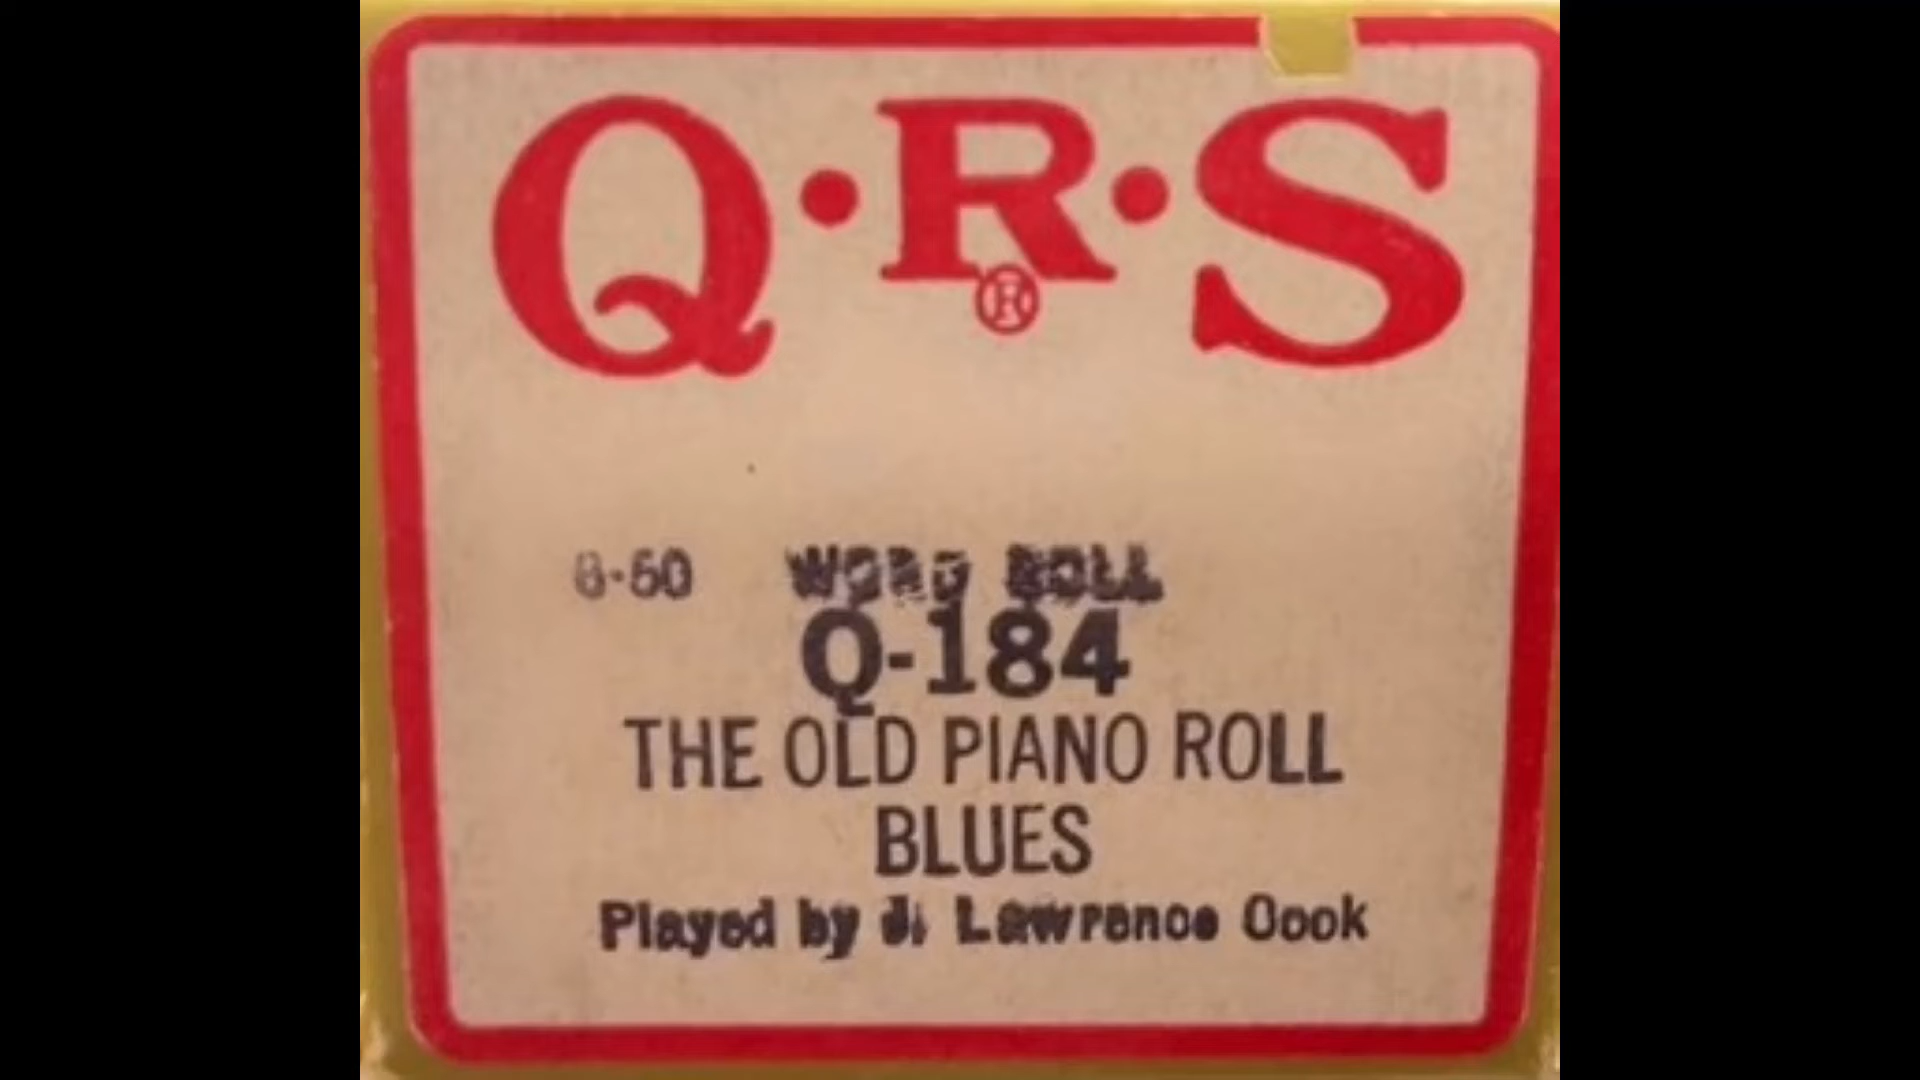 Q·R·S
®
6-50 WORD ROLL
Q-184
THE OLD PIANO ROLL
BLUES
Played by J. Lawrence Cook